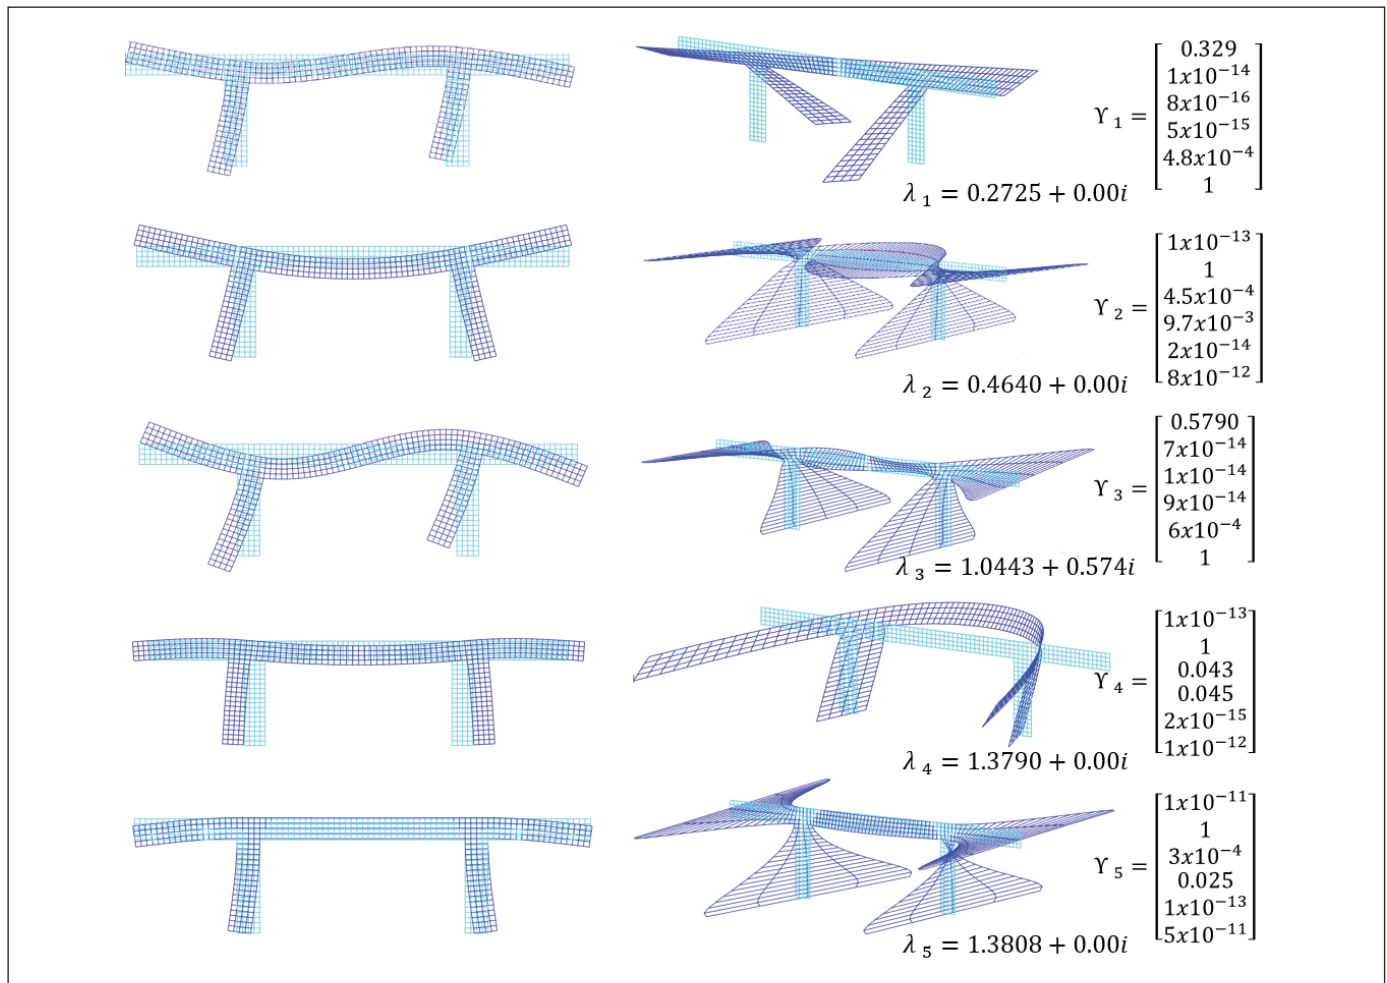 ϒ₁ =
0.329
1x10⁻¹⁴
8x10⁻¹⁶
5x10⁻¹⁵
4.8x10⁻⁴
1
λ₁ = 0.2725 + 0.00i
ϒ₂ =
1x10⁻¹³
1
4.5x10⁻⁴
9.7x10⁻³
2x10⁻¹⁴
8x10⁻¹²
λ₂ = 0.4640 + 0.00i
ϒ₃ =
0.5790
7x10⁻¹⁴
1x10⁻¹⁴
9x10⁻¹⁴
6x10⁻⁴
1
λ₃ = 1.0443 + 0.574i
ϒ₄ =
1x10⁻¹³
1
0.043
0.045
2x10⁻¹⁵
1x10⁻¹²
λ₄ = 1.3790 + 0.00i
ϒ₅ =
1x10⁻¹¹
1
3x10⁻⁴
0.025
1x10⁻¹³
5x10⁻¹¹
λ₅ = 1.3808 + 0.00i